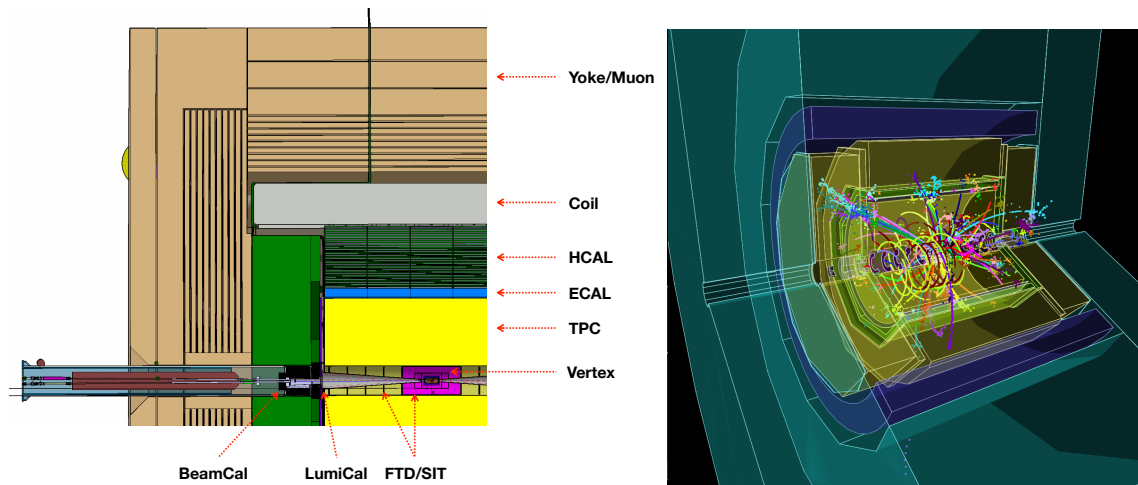 Yoke/Muon
Coil
HCAL
ECAL
TPC
Vertex
BeamCal
LumiCal
FTD/SIT